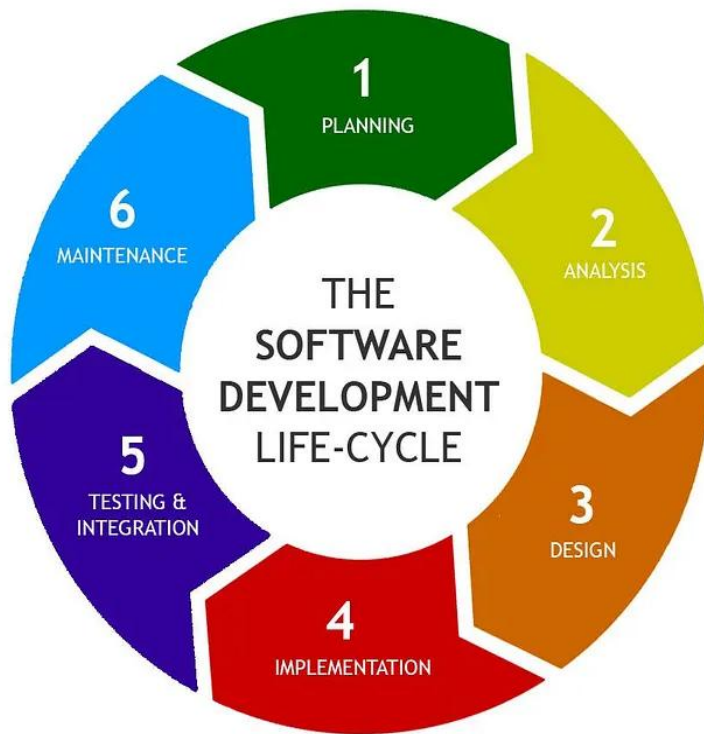 1
PLANNING
2
ANALYSIS
3
DESIGN
4
IMPLEMENTATION
5
TESTING &
INTEGRATION
6
MAINTENANCE
THE
SOFTWARE
DEVELOPMENT
LIFE-CYCLE